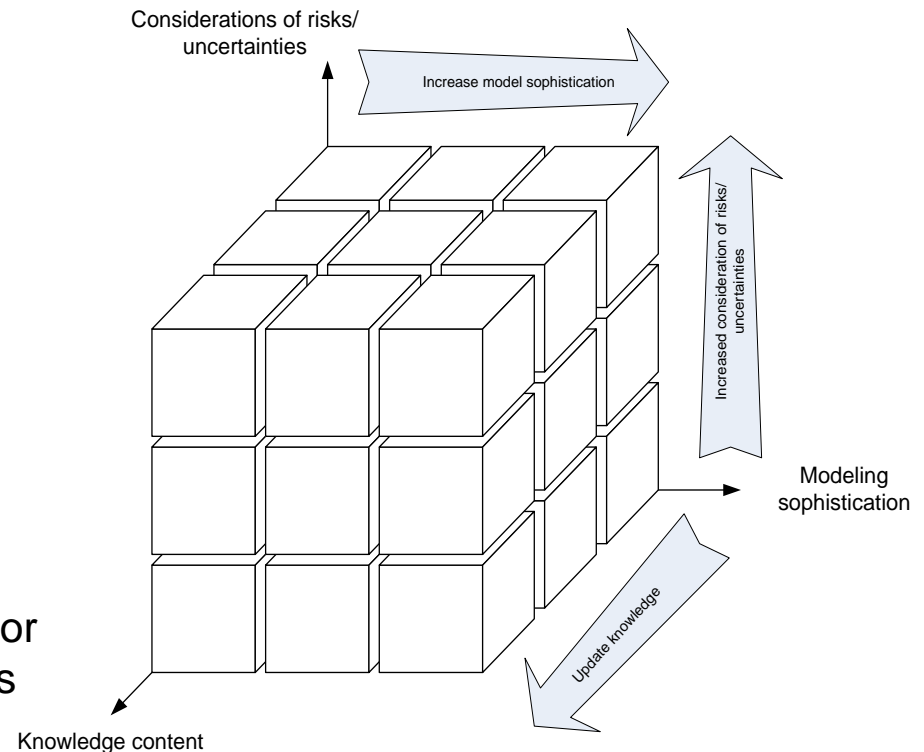 Considerations of risks/
uncertainties
Increase model sophistication
Increased consideration of risks/
uncertainties
Modeling
sophistication
Update knowledge
or
s
Knowledge content